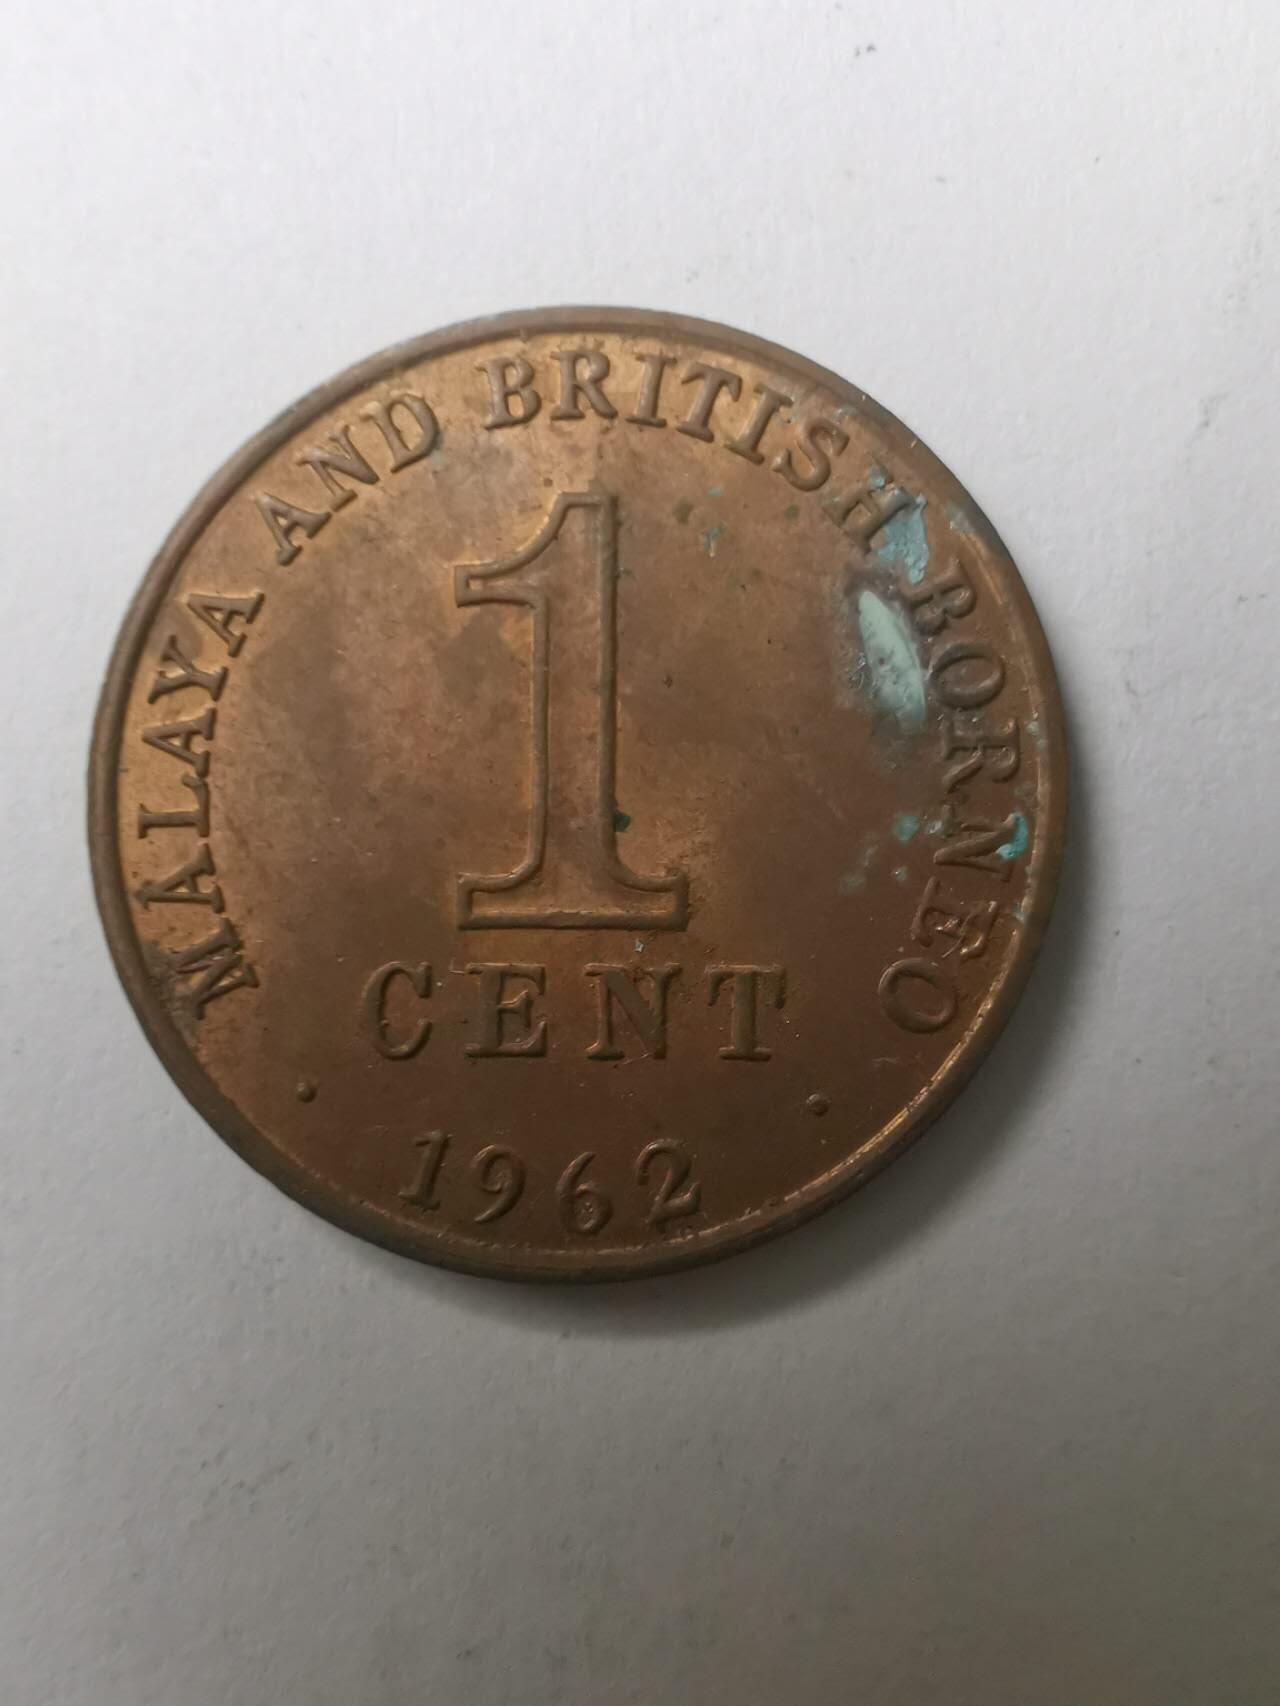 MALAYA AND BRITISH BORNEO
1
CENT
1962